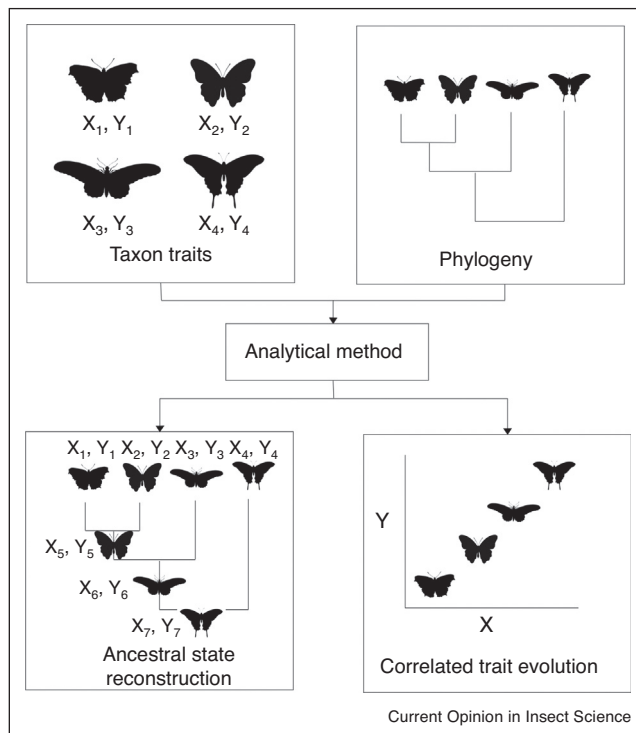 X₁, Y₁
X₂, Y₂
X₃, Y₃
X₄, Y₄
Taxon traits
Phylogeny
Analytical method
X₁, Y₁ X₂, Y₂ X₃, Y₃ X₄, Y₄
X₅, Y₅
X₆, Y₆
X₇, Y₇
Ancestral state
reconstruction
Y
X
Correlated trait evolution
Current Opinion in Insect Science